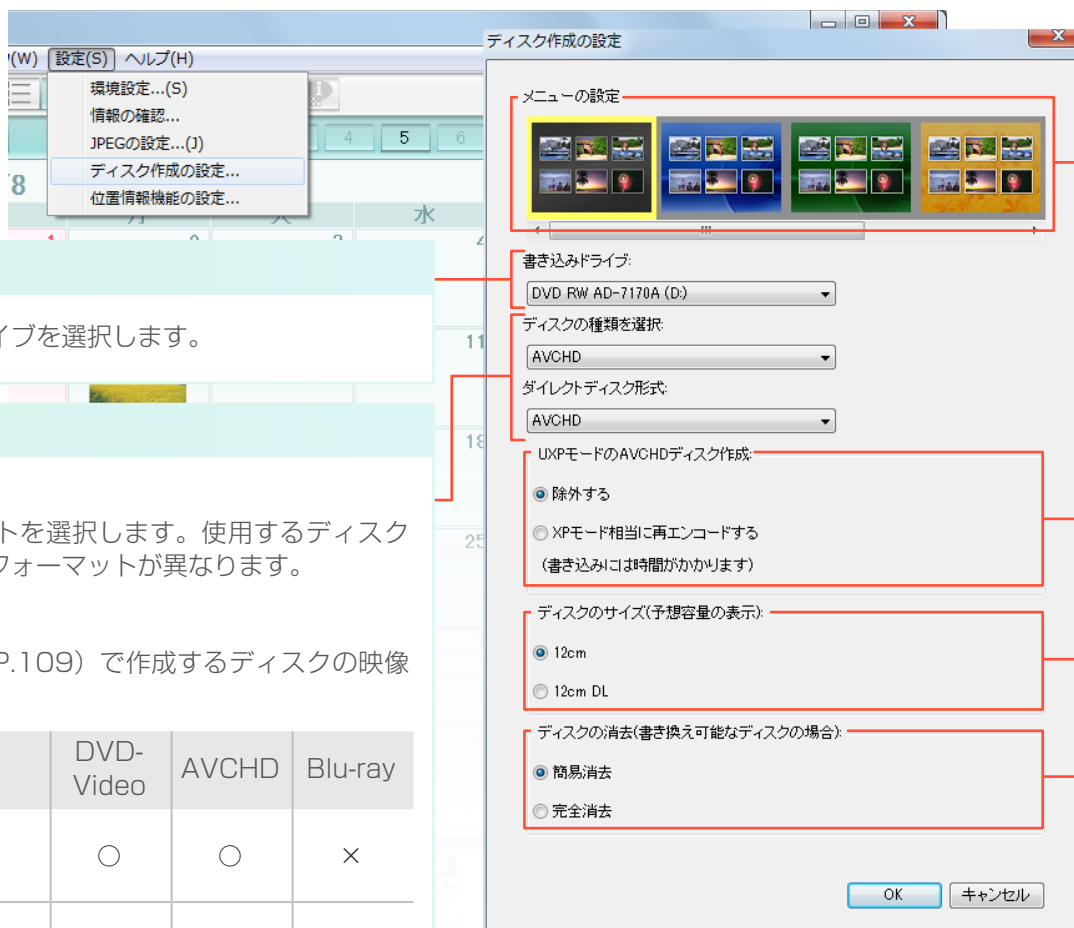 (W) 設定(S) ヘルプ(H)
環境設定...(S)
情報の確認...
JPEGの設定...(J)
ディスク作成の設定...
位置情報機能の設定...
4 5 6
水
11
18
25
イブを選択します。
トを選択します。使用するディスク
フォーマットが異なります。
P.109）で作成するディスクの映像
DVD-
Video
AVCHD
Blu-ray
○ ○ ×
ディスク作成の設定
メニューの設定
書き込みドライブ:
DVD RW AD-7170A (D:)
ディスクの種類を選択:
AVCHD
ダイレクトディスク形式:
AVCHD
UXPモードのAVCHDディスク作成:
除外する
XPモード相当に再エンコードする
(書き込みには時間がかかります)
ディスクのサイズ(予想容量の表示):
12cm
12cm DL
ディスクの消去(書き換え可能なディスクの場合):
簡易消去
完全消去
OK キャンセル